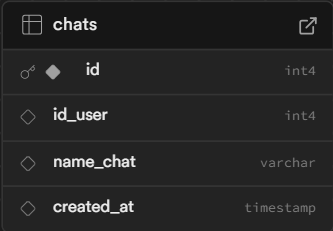 chats
id int4
id_user int4
name_chat varchar
created_at timestamp